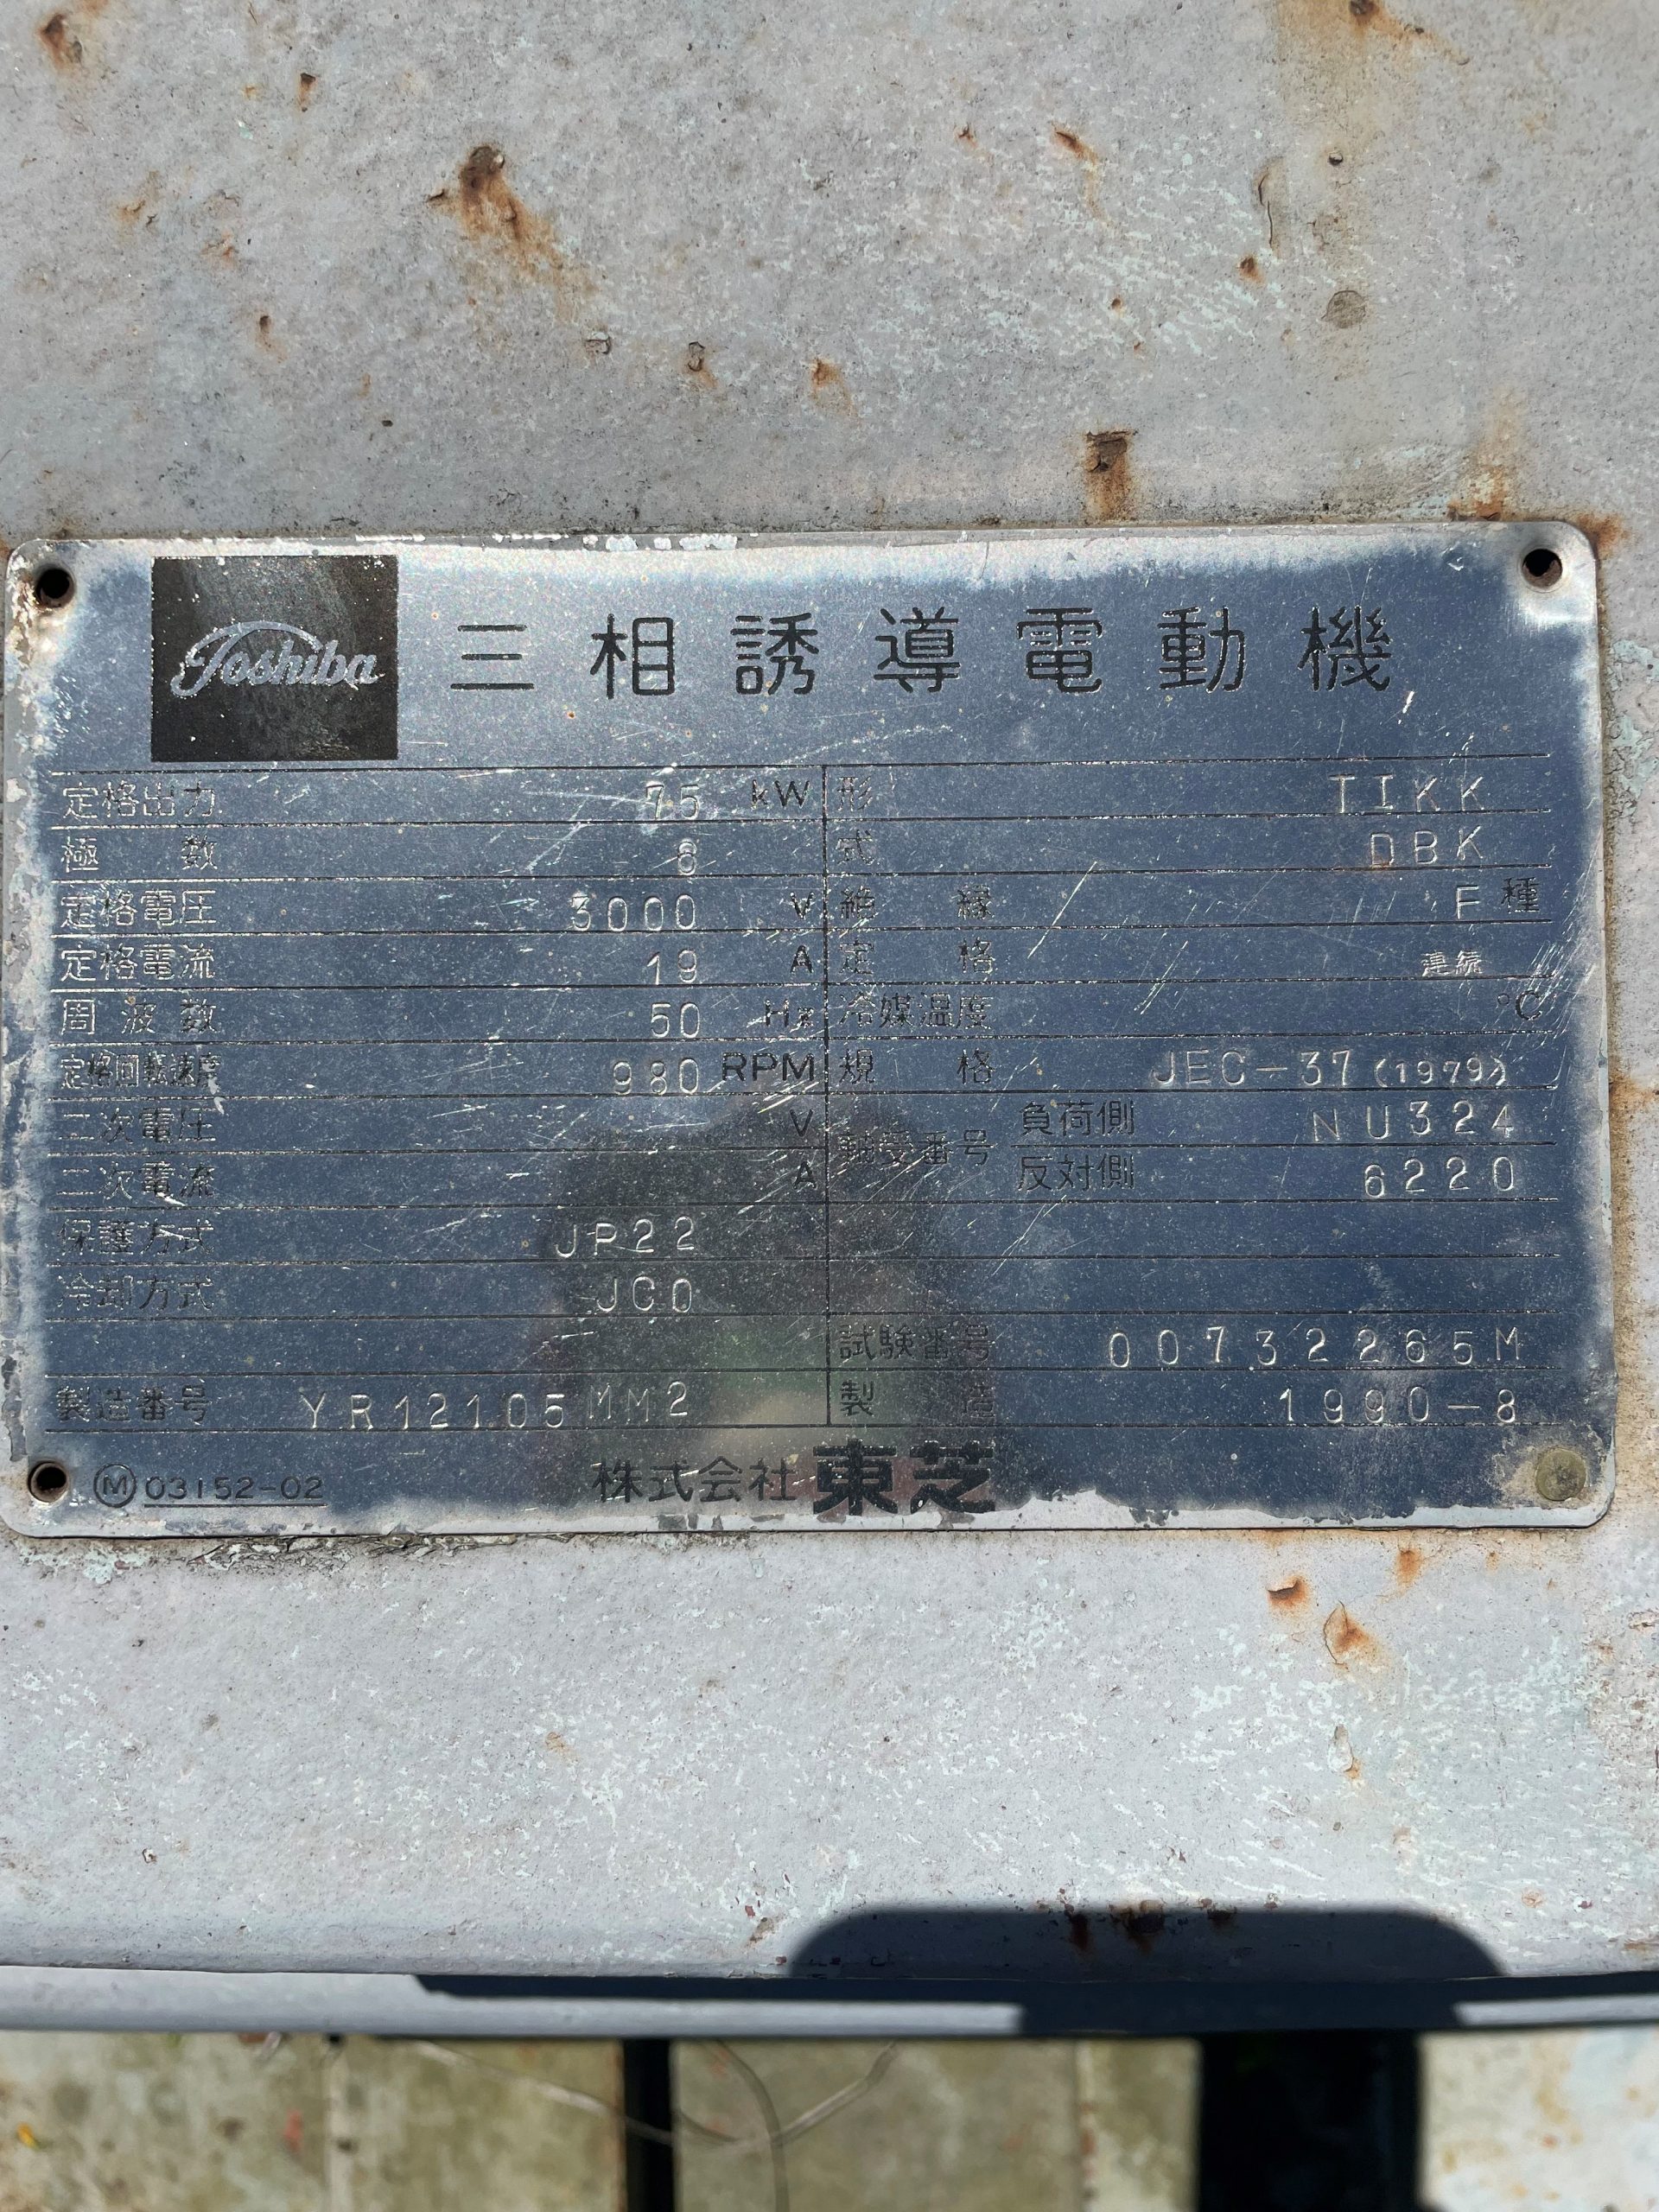 Toshiba 三相誘導電動機
定格出力 75 kW 形 TIKK
極数 6 式 DBK
定格電圧 3000 V 絶縁 F 種
定格電流 19 A 定格 連続
周波数 50 Hz 冷媒温度 °C
定格回転速度 980 RPM 規格 JEC-37(1979)
二次電圧 V 軸受番号 負荷側 NU324
二次電流 A 反対側 6220
保護方式 JP22
冷却方式 JC0
試験番号 00732265M
製造番号 YR12105MM2 製造 1990-8
M 03152-02 株式会社 東芝